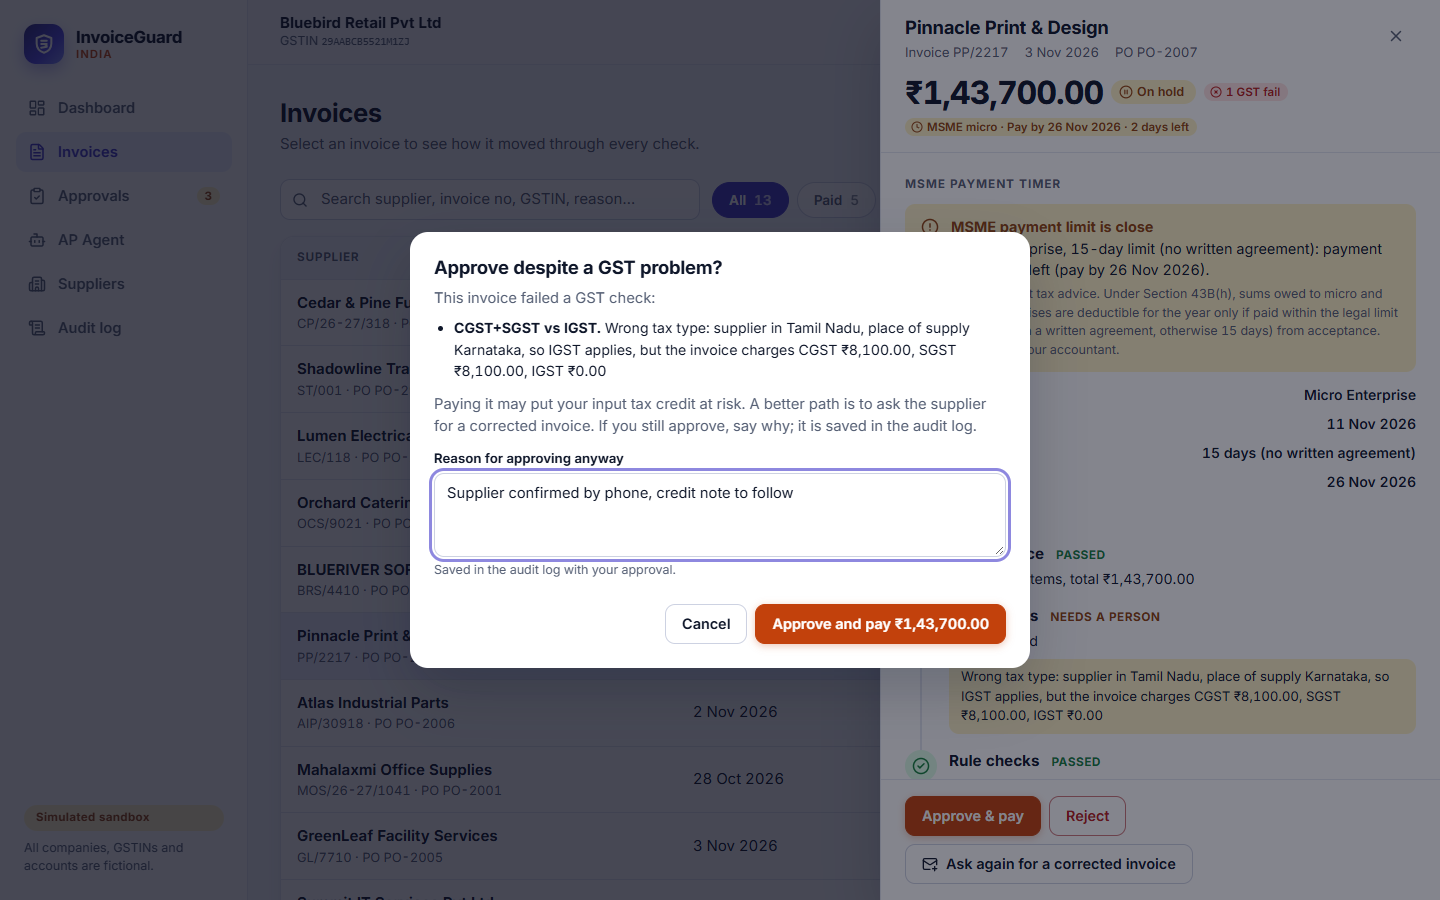 InvoiceGuard
INDIA
Dashboard
Invoices
Approvals 3
AP Agent
Suppliers
Audit log
Simulated sandbox
All companies, GSTINs and
accounts are fictional.
Bluebird Retail Pvt Ltd
GSTIN 29AABCB5521M1ZJ
Invoices
Select an invoice to see how it moved through every check.
Search supplier, invoice no, GSTIN, reason...
All 13
Paid 5
SUPPLIER
Cedar & Pine
CP/26-27/318
Shadowline
ST/001 · PO
Lumen
LEC/118 · PO
Orchard
OCS/9021 · PO
BLUERIVER
BRS/4410 · PO
Pinnacle Print &
PP/2217 · PO
Atlas Industrial Parts
AIP/30918 · PO PO-2006
2 Nov 2026
Mahalaxmi Office Supplies
MOS/26-27/1041 · PO PO-2001
28 Oct 2026
GreenLeaf Facility Services
GL/7710 · PO PO-2005
3 Nov 2026
Approve despite a GST problem?
This invoice failed a GST check:
• CGST+SGST vs IGST. Wrong tax type: supplier in Tamil Nadu, place of supply
Karnataka, so IGST applies, but the invoice charges CGST ₹8,100.00, SGST
₹8,100.00, IGST ₹0.00
Paying it may put your input tax credit at risk. A better path is to ask the supplier
for a corrected invoice. If you still approve, say why; it is saved in the audit log.
Reason for approving anyway
Supplier confirmed by phone, credit note to follow
Saved in the audit log with your approval.
Cancel
Approve and pay ₹1,43,700.00
Pinnacle Print & Design
Invoice PP/2217 3 Nov 2026 PO PO-2007
₹1,43,700.00 On hold 1 GST fail
MSME micro · Pay by 26 Nov 2026 · 2 days left
MSME PAYMENT TIMER
MSME payment limit is close
15-day limit (no written agreement): payment
left (pay by 26 Nov 2026).
tax advice. Under Section 43B(h), sums owed to micro and
are deductible for the year only if paid within the legal limit
a written agreement, otherwise 15 days) from acceptance.
accountant.
Micro Enterprise
11 Nov 2026
15 days (no written agreement)
26 Nov 2026
PASSED
total ₹1,43,700.00
NEEDS A PERSON
Wrong tax type: supplier in Tamil Nadu, place of supply Karnataka, so
IGST applies, but the invoice charges CGST ₹8,100.00, SGST
₹8,100.00, IGST ₹0.00
Rule checks PASSED
Approve & pay
Reject
Ask again for a corrected invoice